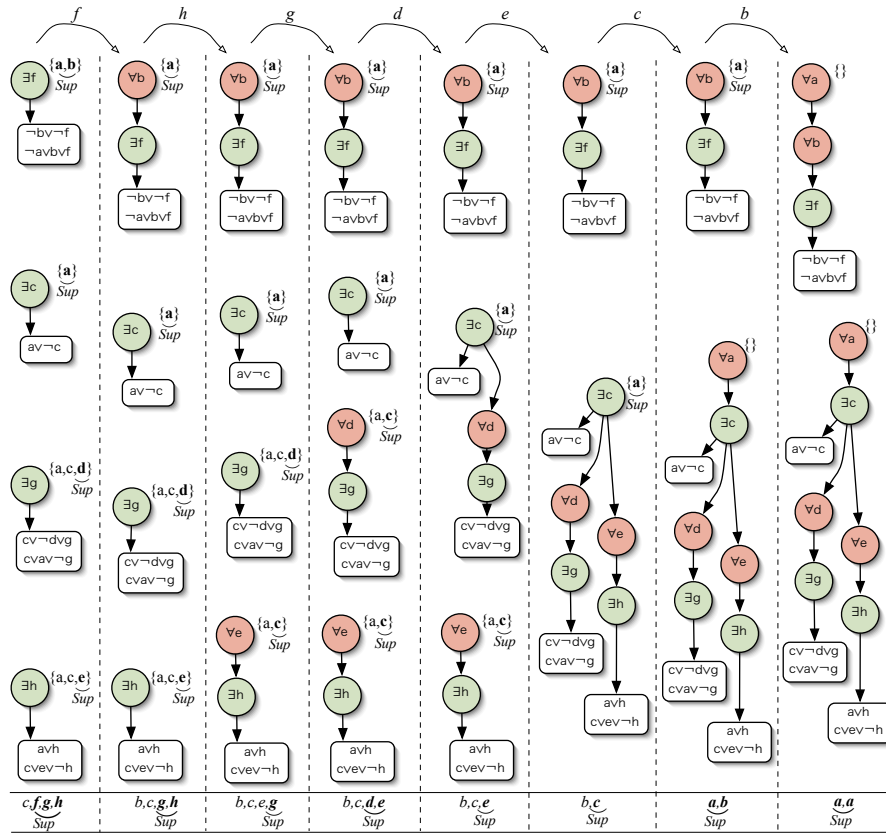 f h g d e c b
∃f {a,b} Sup ∀b {a} Sup ∀b {a} Sup ∀b {a} Sup ∀b {a} Sup ∀b {a} Sup ∀b {a} Sup ∀a {}
¬bv¬f
¬avbvf
∃f ∃f ∃f ∃f ∃f ∃f ∀b
¬bv¬f ¬bv¬f ¬bv¬f ¬bv¬f ¬bv¬f ¬bv¬f
¬avbvf ¬avbvf ¬avbvf ¬avbvf ¬avbvf ¬avbvf
∃f
¬bv¬f
¬avbvf
∃c {a} Sup ∃c {a} Sup ∃c {a} Sup ∃c {a} Sup ∃c {a} Sup
av¬c av¬c av¬c av¬c av¬c
∀a {} ∀a {}
∃c {a} Sup ∃c ∃c
av¬c av¬c av¬c
∃g {a,c,d} Sup ∃g {a,c,d} Sup ∃g {a,c,d} Sup ∀d {a,c} Sup ∀d
∃g ∃g
cv¬dvg cv¬dvg cv¬dvg cv¬dvg cv¬dvg
cvav¬g cvav¬g cvav¬g cvav¬g cvav¬g
∀d ∀d ∀d
∀e ∀e ∀e
∃g ∃g ∃g
∃h ∃h ∃h
cv¬dvg cv¬dvg cv¬dvg
cvav¬g cvav¬g cvav¬g
∀e {a,c} Sup ∀e {a,c} Sup ∀e {a,c} Sup
∃h {a,c,e} Sup ∃h {a,c,e} Sup ∃h ∃h ∃h
avh avh avh avh avh avh avh avh
cvev¬h cvev¬h cvev¬h cvev¬h cvev¬h cvev¬h cvev¬h cvev¬h
c,f,g,h b,c,g,h b,c,e,g b,c,d,e b,c,e b,c a,b a,a
Sup Sup Sup Sup Sup Sup Sup Sup